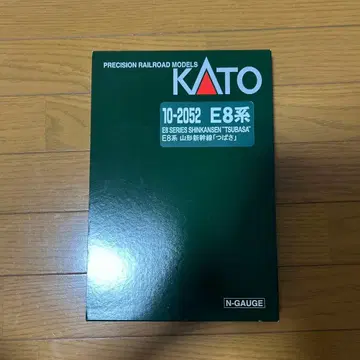 PRECISION RAILROAD MODELS
KATO
10-2052 E8系
E8 SERIES SHINKANSEN "TSUBASA"
E8系 山形新幹線「つばさ」
N-GAUGE